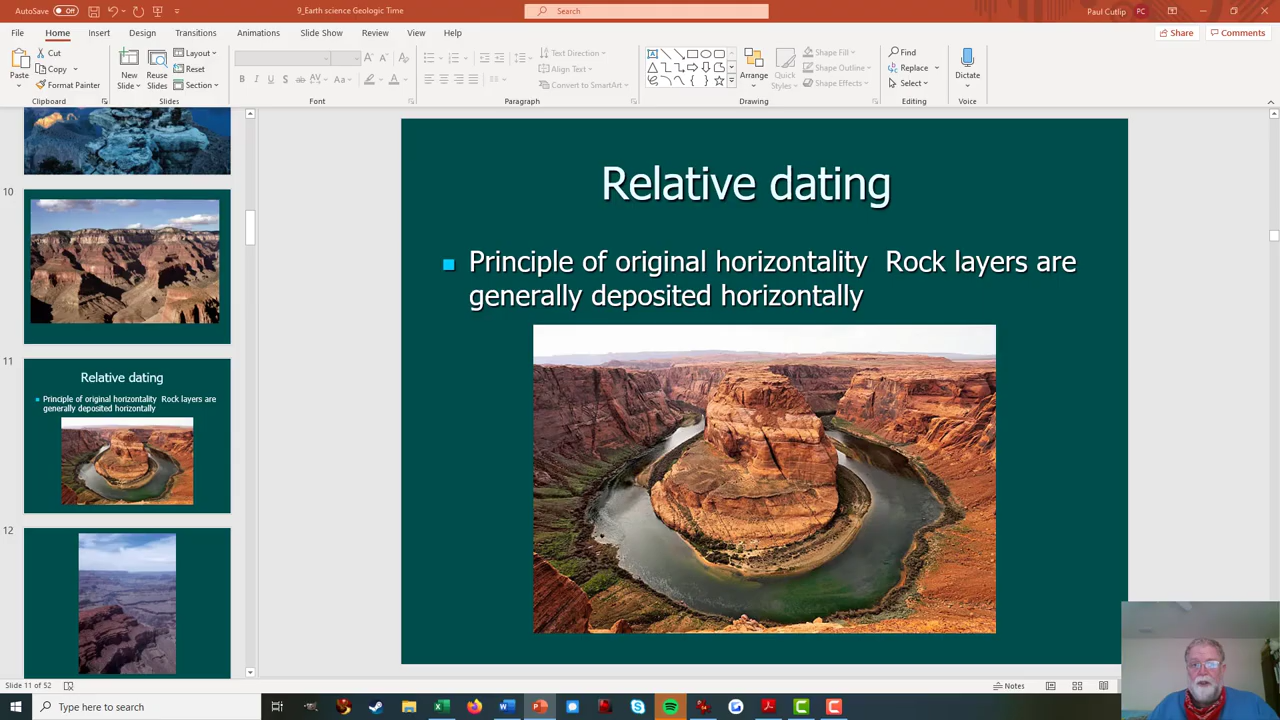 AutoSave Off 9_Earth science Geologic Time Search Paul Cutlip PC
File Home Insert Design Transitions Animations Slide Show Review View Help Share Comments
Cut Layout Text Direction Shape Fill Find
Copy Reset Align Text Shape Outline Replace
Paste Format Painter New Slide Reuse Slides Section B I U S ab AV Aa A Convert to SmartArt Arrange Quick Styles Shape Effects Select Dictate
Clipboard Slides Font Paragraph Drawing Editing Voice
10
11
Relative dating
Principle of original horizontality Rock layers are
generally deposited horizontally
12
Relative dating
Principle of original horizontality Rock layers are
generally deposited horizontally
Slide 11 of 52 Notes
Type here to search